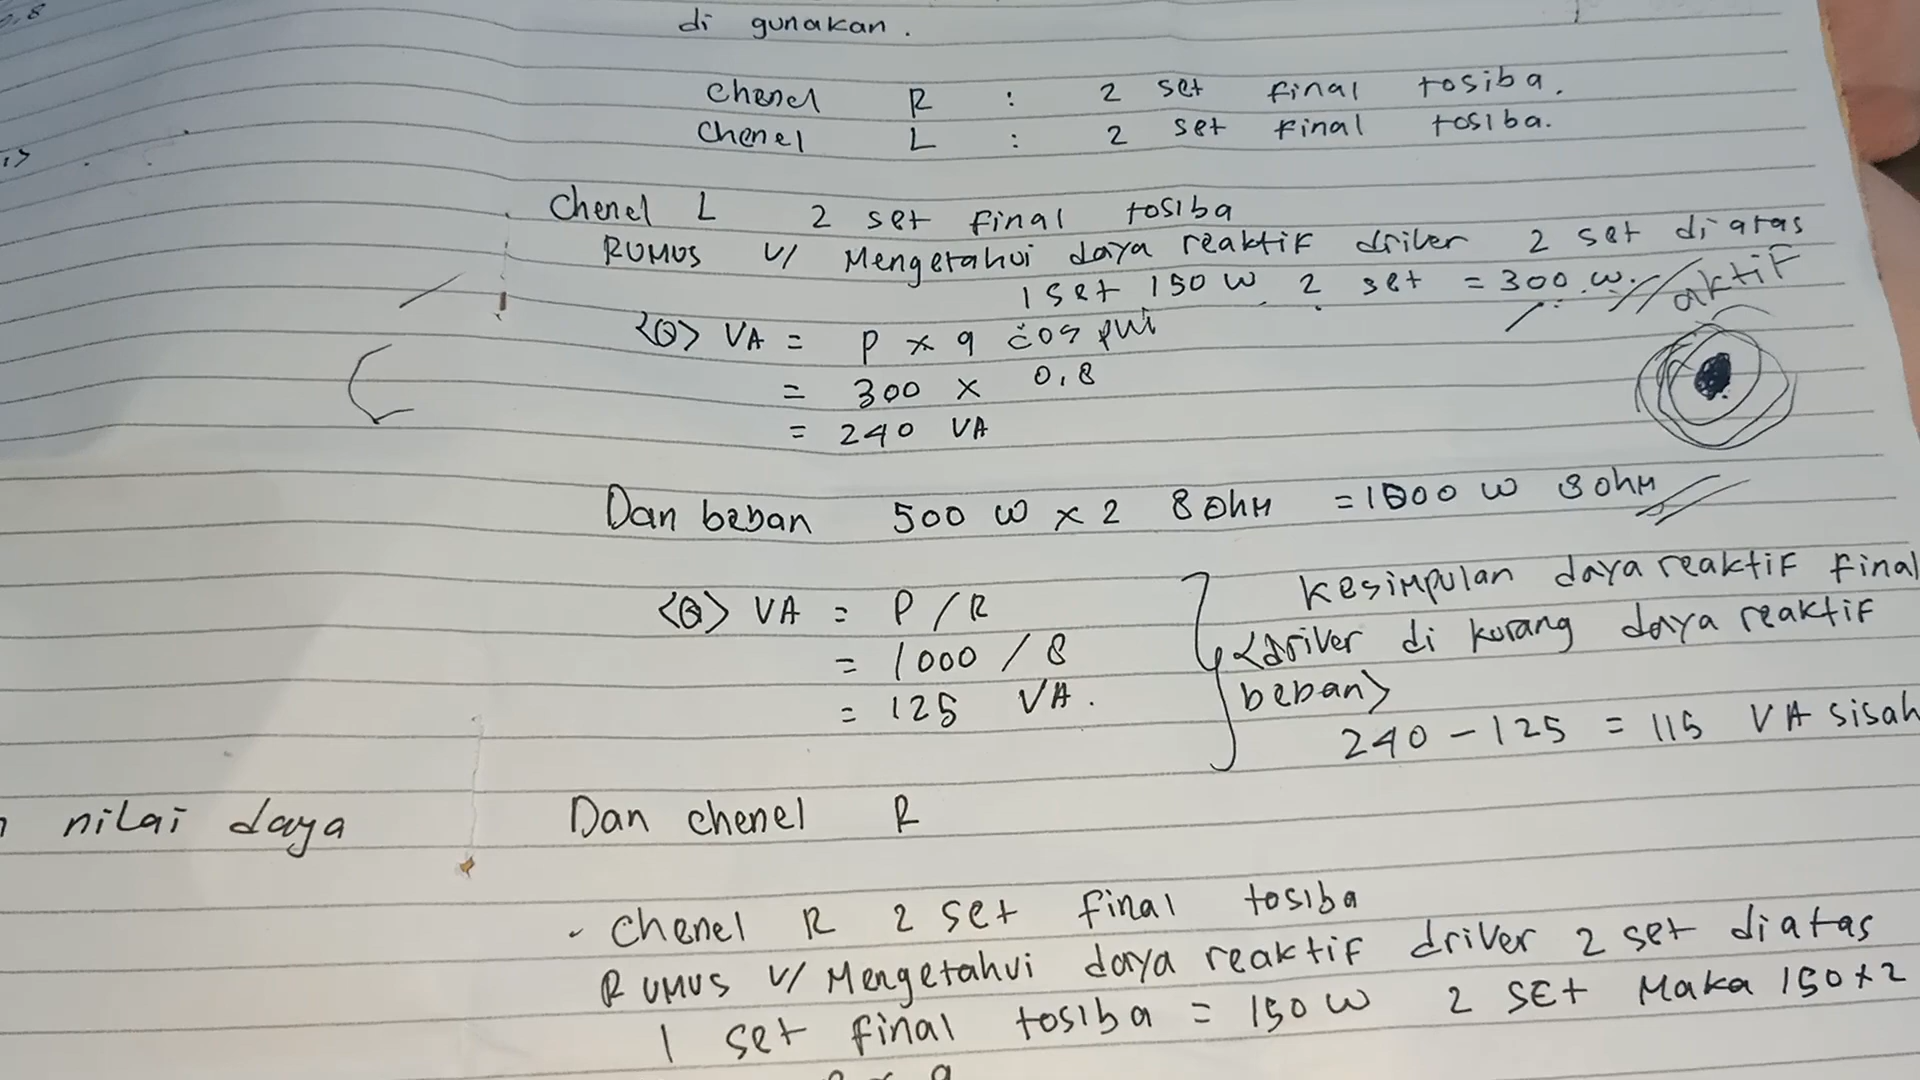 0,8
di gunakan.
chenel R : 2 set final tosiba.
chenel L : 2 set final tosiba.
Chenel L 2 set final tosiba
RUMUS U/ Mengetahui daya reaktif driver 2 set di atas
1 set 150 W 2 set = 300 W. aktif
<Q> VA = P x q cos phi
= 300 x 0,8
= 240 VA
Dan beban 500 W x 2 8 ohm = 1000 W 8 ohm
<Q> VA = P / R
= 1000 / 8
= 125 VA.
kesimpulan daya reaktif final
<driver di kurang daya reaktif
beban>
240 - 125 = 115 VA sisah
nilai daya
Dan chenel R
- chenel R 2 set final tosiba
RUMUS U/ Mengetahui daya reaktif driver 2 set diatas
1 set final tosiba = 150 W 2 SEt Maka 150 x 2